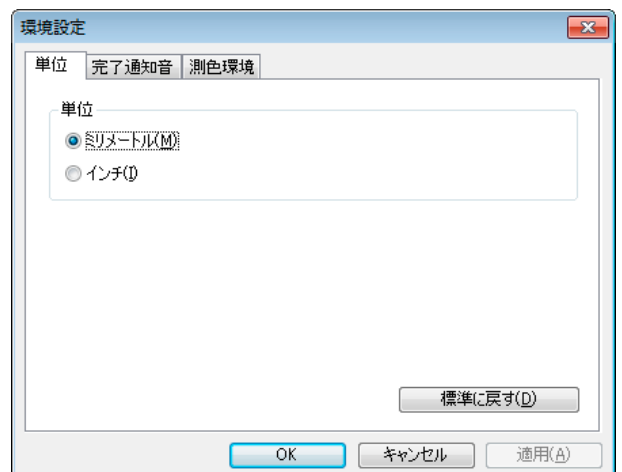 環境設定
単位 完了通知音 測色環境
単位
ミリメートル(M)
インチ(I)
標準に戻す(D)
OK キャンセル 適用(A)